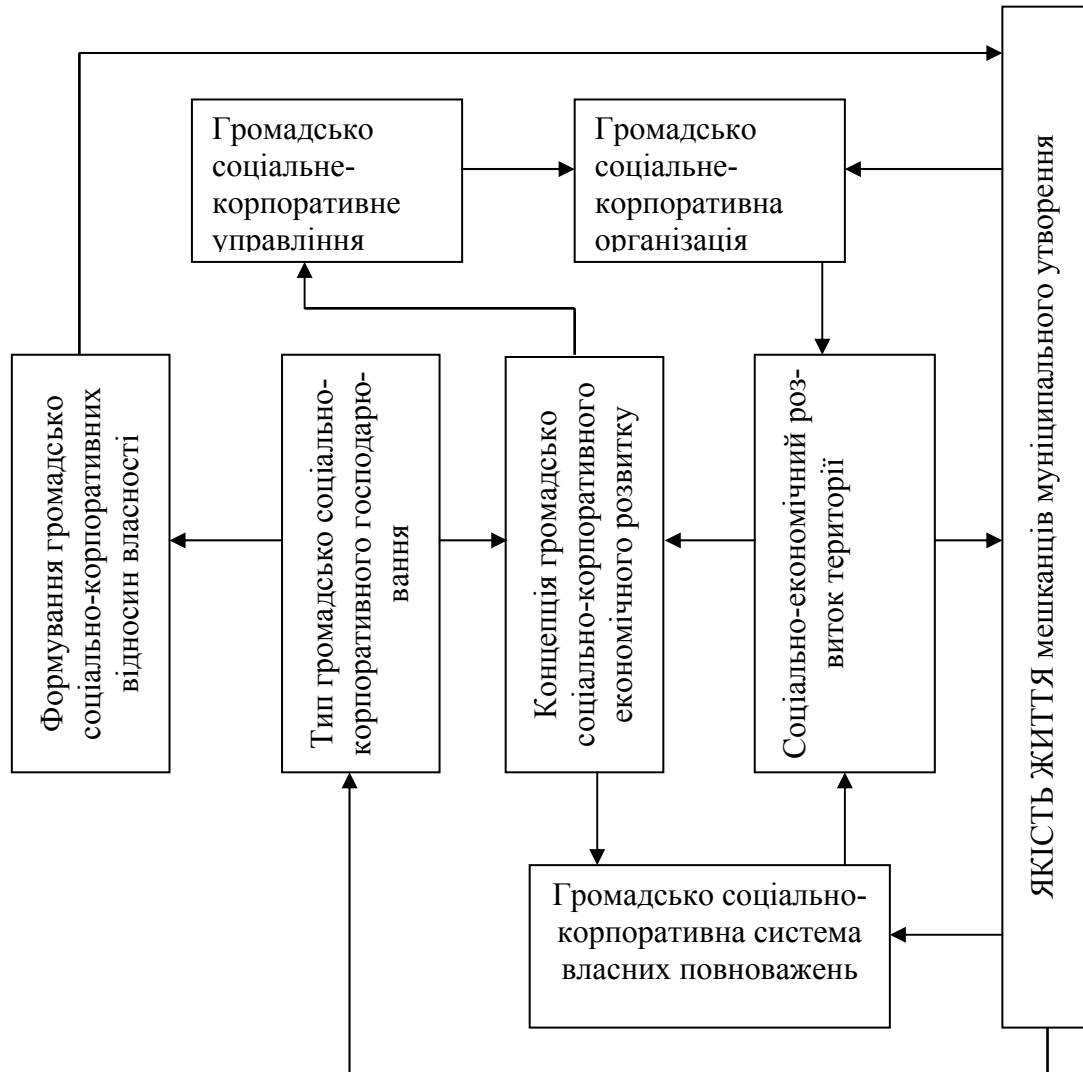 Громадсько
соціальне-
корпоративне
управління
Громадсько
соціальне-
корпоративна
організація
Формування громадсько
соціально-корпоративних
відносин власності
Тип громадсько соціально-
корпоративного господарю-
вання
Концепція громадсько
соціально-корпоративного
економічного розвитку
Соціально-економічний роз-
виток території
Громадсько соціально-
корпоративна система
власних повноважень
ЯКІСТЬ ЖИТТЯ мешканців муніципального утворення